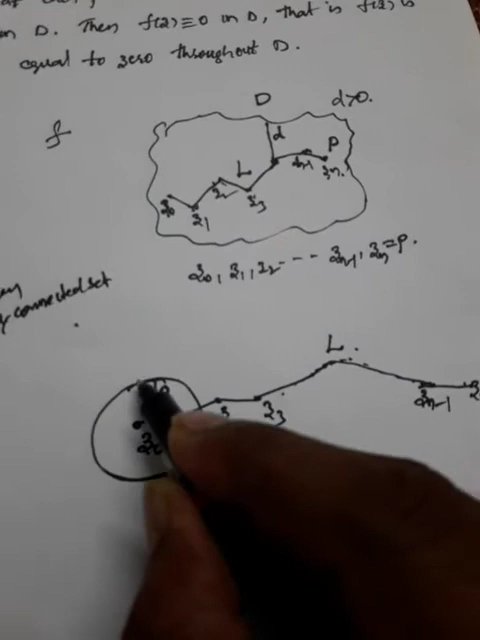 in D. Then f(z) ≡ 0 in D, that is f(z) is
equal to zero throughout D.
D
d>0.
f
d
L
P
z₀
z₁
z₂
z₃
zₙ₋₁
zₙ.
z₀, z₁, z₂ - - - zₙ₋₁, zₙ = P.
connected set
L.
z₀
z₃
zₙ₋₁